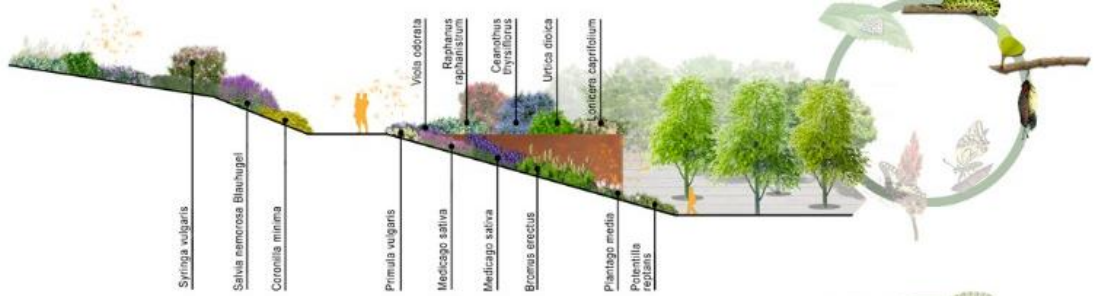 Viola odorata
Raphanus
raphanistrum
Ceanothus
thyrsiflorus
Urtica dioica
Lonicera caprifolium
Syringa vulgaris
Salvia nemorosa Blauhugel
Coronilla minima
Primula vulgaris
Medicago sativa
Medicago sativa
Bromus erectus
Plantago media
Potentilla
reptans